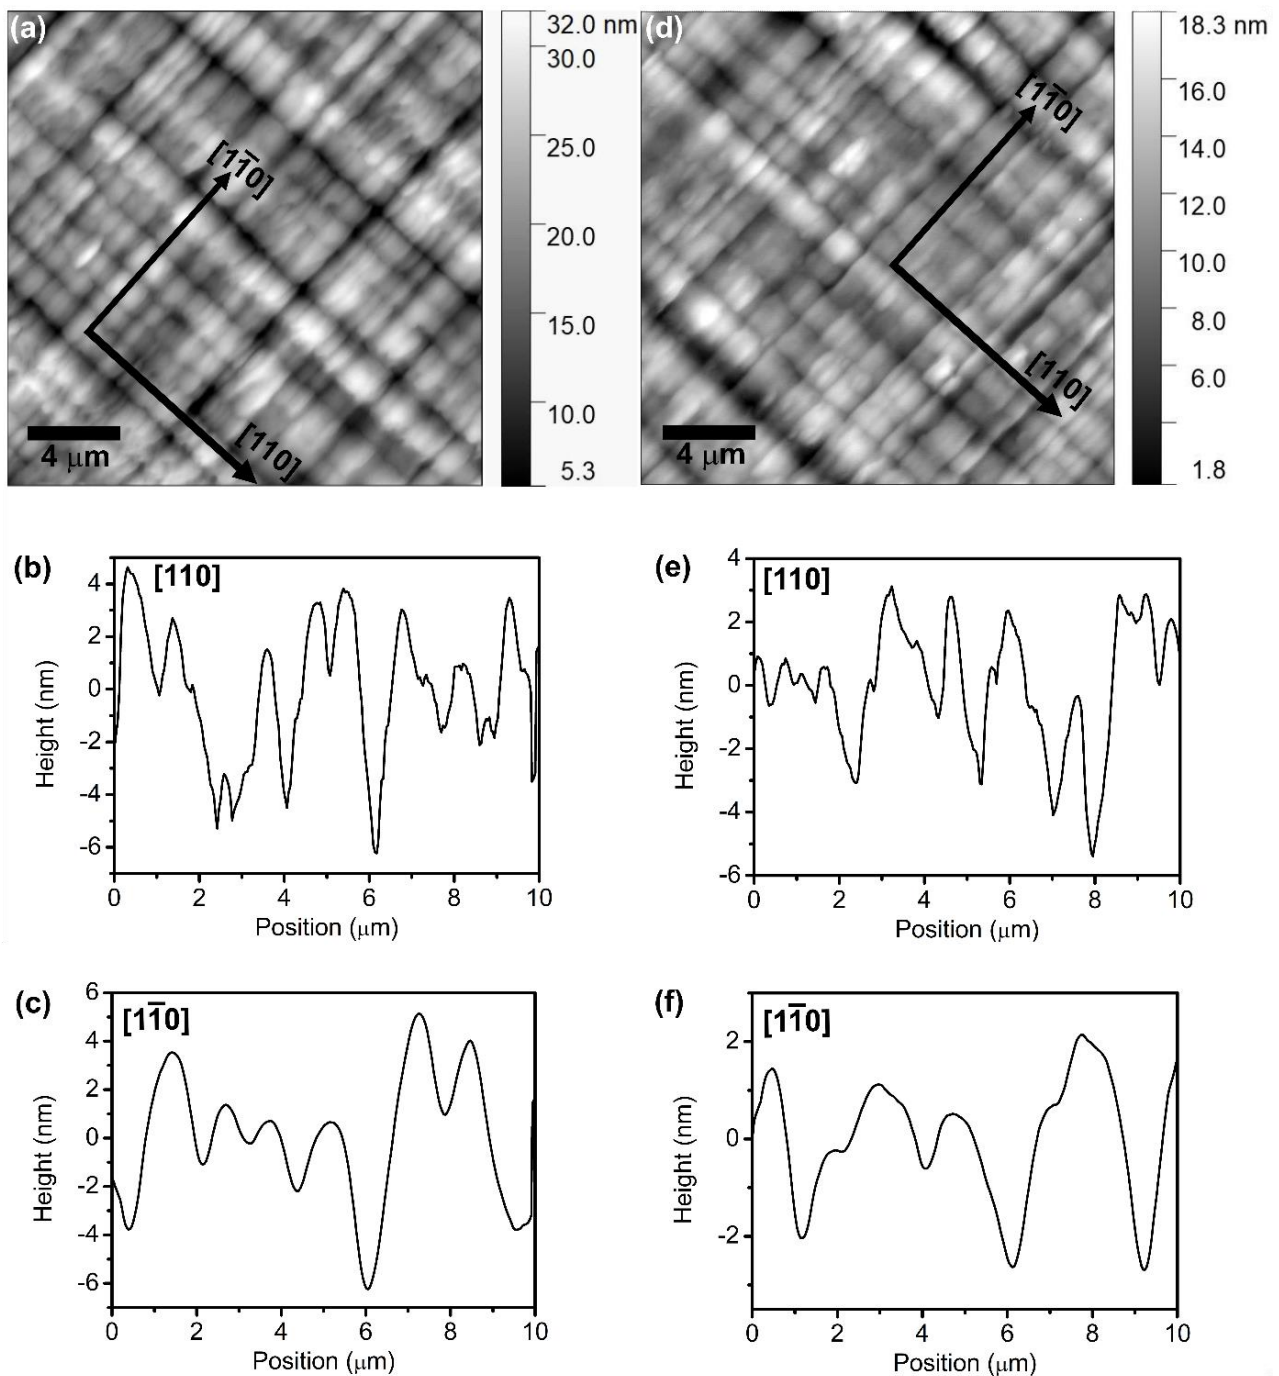 (a)
32.0 nm
30.0
25.0
20.0
15.0
10.0
5.3
[11̅0]
[110]
4 μm
(d)
18.3 nm
16.0
14.0
12.0
10.0
8.0
6.0
1.8
[11̅0]
[110]
4 μm
(b)
[110]
4
2
0
-2
-4
-6
Height (nm)
0 2 4 6 8 10
Position (μm)
(e)
[110]
4
2
0
-2
-4
-6
Height (nm)
0 2 4 6 8 10
Position (μm)
(c)
[11̅0]
6
4
2
0
-2
-4
-6
Height (nm)
0 2 4 6 8 10
Position (μm)
(f)
[11̅0]
2
0
-2
Height (nm)
0 2 4 6 8 10
Position (μm)